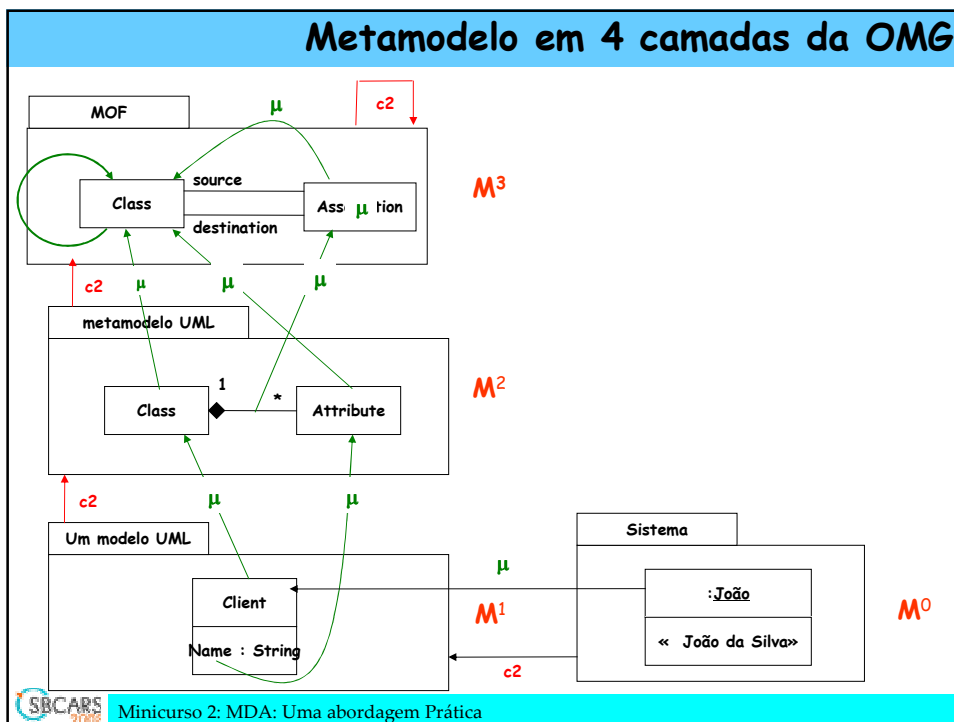 Metamodelo em 4 camadas da OMG
MOF
c2
μ
source
Class
destination
μ
M3
c2
μ
μ
μ
metamodelo UML
1
*
Class
Attribute
M2
c2
μ
μ
Um modelo UML
Sistema
μ
Client
Name : String
M1
:João
« João da Silva»
M0
c2
SBCARS
Minicurso 2: MDA: Uma abordagem Prática